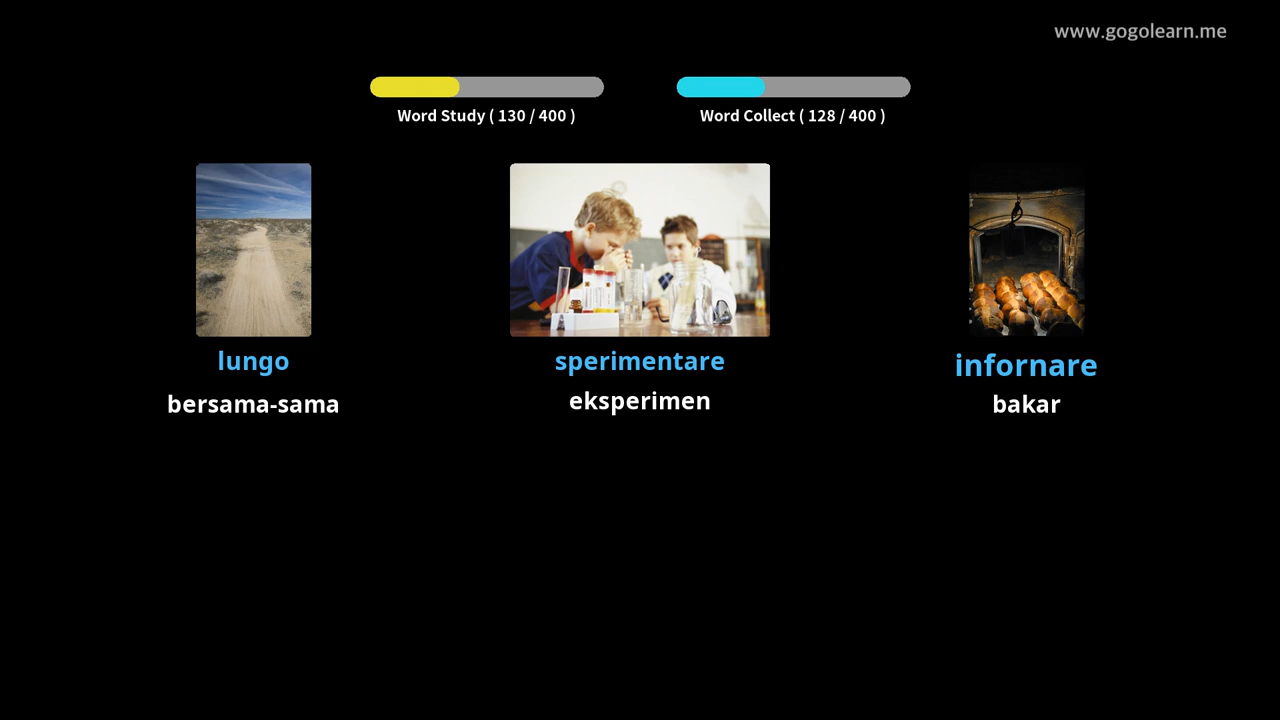 www.gogolearn.me
Word Study ( 130 / 400 )
Word Collect ( 128 / 400 )
lungo
bersama-sama
sperimentare
eksperimen
infornare
bakar